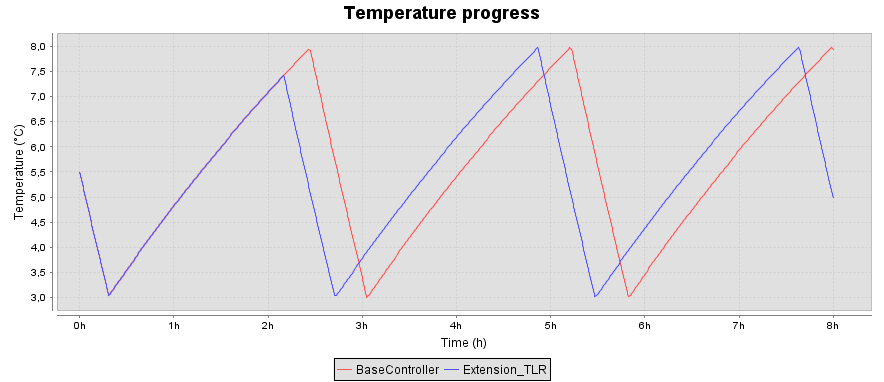 Temperature progress
8,0
7,5
7,0
6,5
6,0
5,5
5,0
4,5
4,0
3,5
3,0
Temperature (°C)
0h 1h 2h 3h 4h 5h 6h 7h 8h
Time (h)
BaseController Extension_TLR